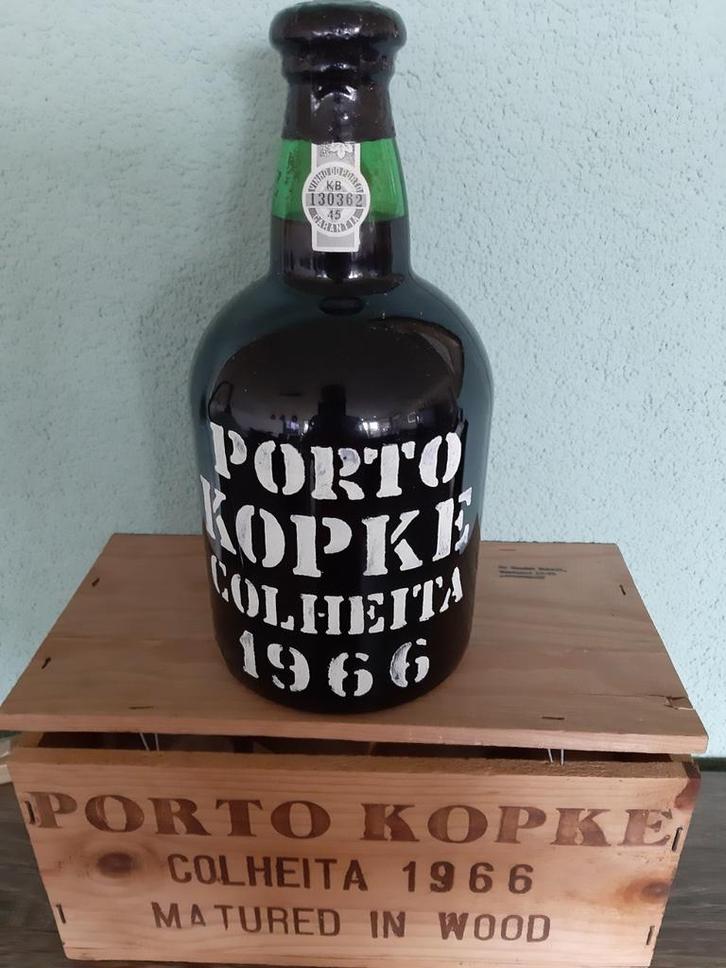 VINHO DO PORTO
KB
130362
45
GARANTIA
PORTO
KOPKE
COLHEITA
1966
PORTO KOPKE
COLHEITA 1966
MATURED IN WOOD